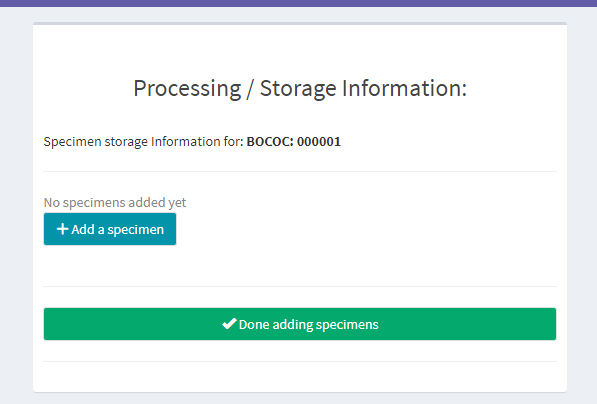 Processing / Storage Information:
Specimen storage Information for: BOCOC: 000001
No specimens added yet
Add a specimen
Done adding specimens